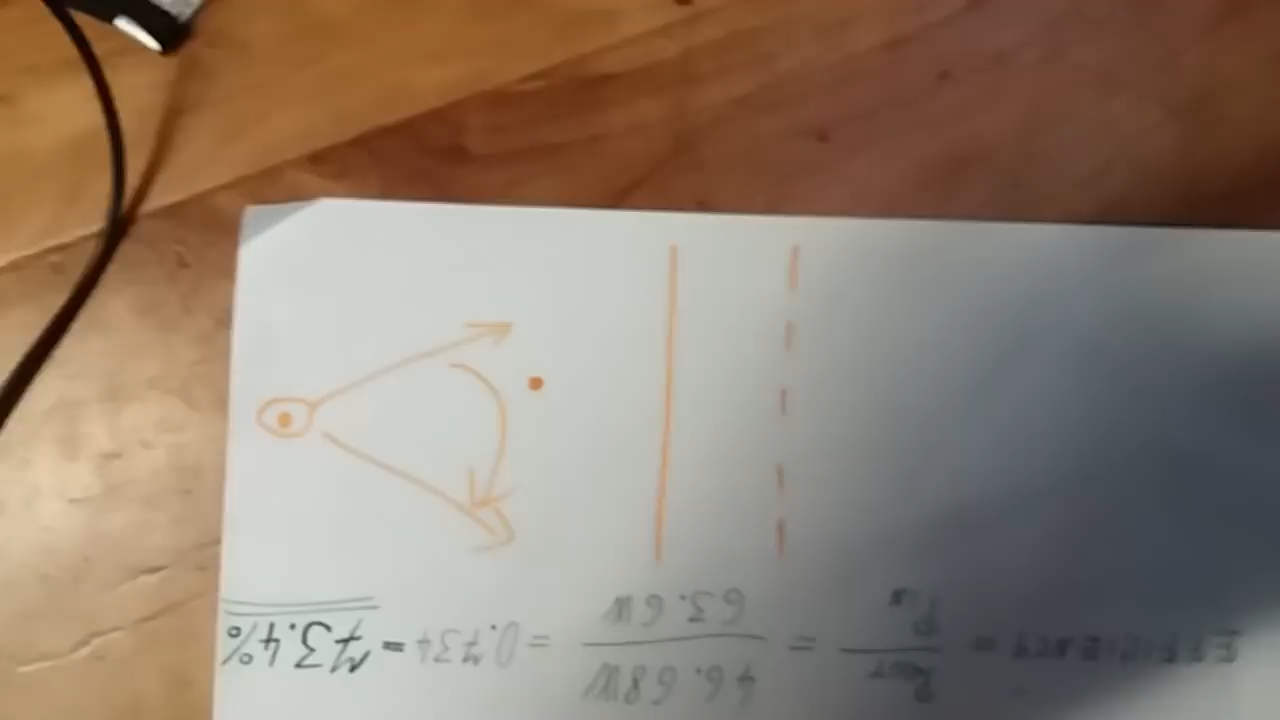 EFFICIENCY = Pout / Pin = 46.68W / 63.6W = 0.734 = 73.4%